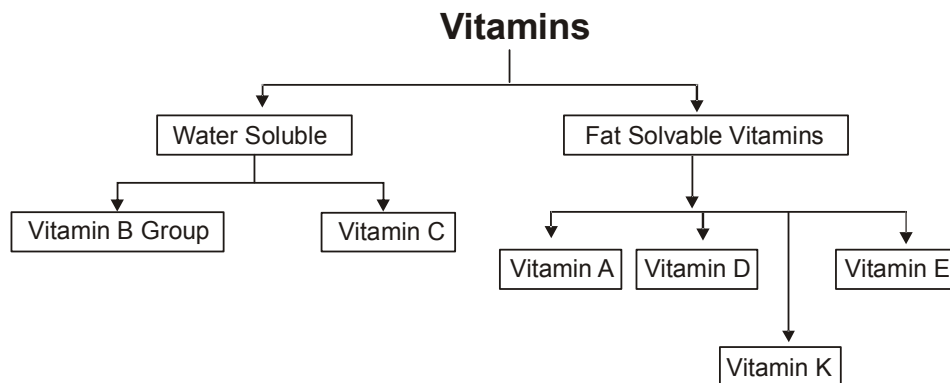 Vitamins
Water Soluble
Fat Solvable Vitamins
Vitamin B Group
Vitamin C
Vitamin A
Vitamin D
Vitamin E
Vitamin K